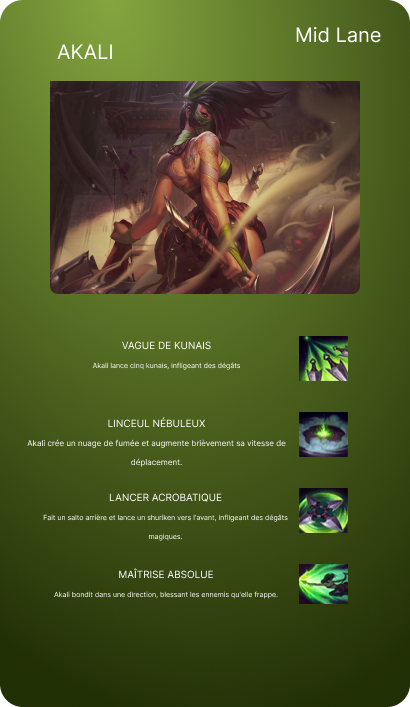 Mid Lane
AKALI
VAGUE DE KUNAIS
Akali lance cinq kunais, infligeant des dégâts
LINCEUL NÉBULEUX
Akali crée un nuage de fumée et augmente brièvement sa vitesse de
déplacement.
LANCER ACROBATIQUE
Fait un salto arrière et lance un shuriken vers l'avant, infligeant des dégâts
magiques.
MAÎTRISE ABSOLUE
Akali bondit dans une direction, blessant les ennemis qu'elle frappe.